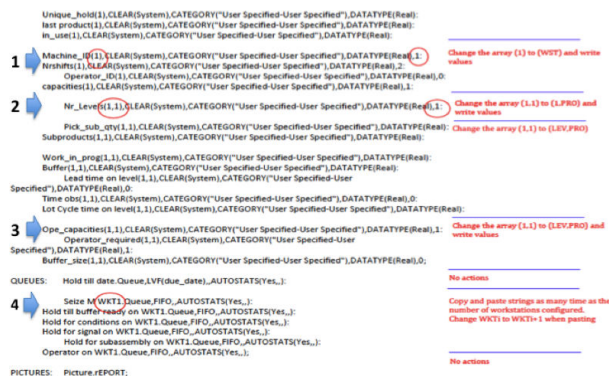 Unique_hold(1),CLEAR(System),CATEGORY("User Specified-User Specified"),DATATYPE(Real):
last product(1),CLEAR(System),CATEGORY("User Specified-User Specified"),DATATYPE(Real):
in_use(1),CLEAR(System),CATEGORY("User Specified-User Specified"),DATATYPE(Real):
1 Machine_ID(1),CLEAR(System),CATEGORY("User Specified-User Specified"),DATATYPE(Real),1: Change the array (1) to (WST) and write values
Nrshifts(1),CLEAR(System),CATEGORY("User Specified-User Specified"),DATATYPE(Real),2:
Operator_ID(1),CLEAR(System),CATEGORY("User Specified-User Specified"),DATATYPE(Real),0:
capacities(1),CLEAR(System),CATEGORY("User Specified-User Specified"),DATATYPE(Real),1:
2 Nr_Levels(1,1),CLEAR(System),CATEGORY("User Specified-User Specified"),DATATYPE(Real),1: Change the array (1.1) to (1.PRO) and write values
Pick_sub_qty(1,1),CLEAR(System),CATEGORY("User Specified-User Specified"),DATATYPE(Real): Change the array (1,1) to (LEV,PRO)
Subproducts(1,1),CLEAR(System),CATEGORY("User Specified-User Specified"),DATATYPE(Real):
Work_in_prog(1,1),CLEAR(System),CATEGORY("User Specified-User Specified"),DATATYPE(Real):
Buffer(1,1),CLEAR(System),CATEGORY("User Specified-User Specified"),DATATYPE(Real):
Lead time on level(1,1),CLEAR(System),CATEGORY("User Specified-User
Specified"),DATATYPE(Real),0:
Time obs(1,1),CLEAR(System),CATEGORY("User Specified-User Specified"),DATATYPE(Real),0:
Lot Cycle time on level(1,1),CLEAR(System),CATEGORY("User Specified-User Specified"),DATATYPE(Real):
3 Ope_capacities(1,1),CLEAR(System),CATEGORY("User Specified-User Specified"),DATATYPE(Real),1: Change the array (1.1) to (LEV.PRO) and write values
Operator_required(1,1),CLEAR(System),CATEGORY("User Specified-User
Specified"),DATATYPE(Real),1:
Buffer_size(1,1),CLEAR(System),CATEGORY("User Specified-User Specified"),DATATYPE(Real),0;
QUEUES: Hold till date.Queue,LVF(due_date),,AUTOSTATS(Yes,,): No actions
4 Seize M WKT1.Queue,FIFO,,AUTOSTATS(Yes,,): Copy and paste strings as many time as the
Hold till buffer ready on WKT1.Queue,FIFO,,AUTOSTATS(Yes,,): number of workstations configured.
Hold for conditions on WKT1.Queue,FIFO,,AUTOSTATS(Yes,,): Change WKTi to WKTi+1 when pasting
Hold for signal on WKT1.Queue,FIFO,,AUTOSTATS(Yes,,):
Hold for subassembly on WKT1.Queue,FIFO,,AUTOSTATS(Yes,,):
Operator on WKT1.Queue,FIFO,,AUTOSTATS(Yes,,); No actions
PICTURES: Picture.rEPORT;